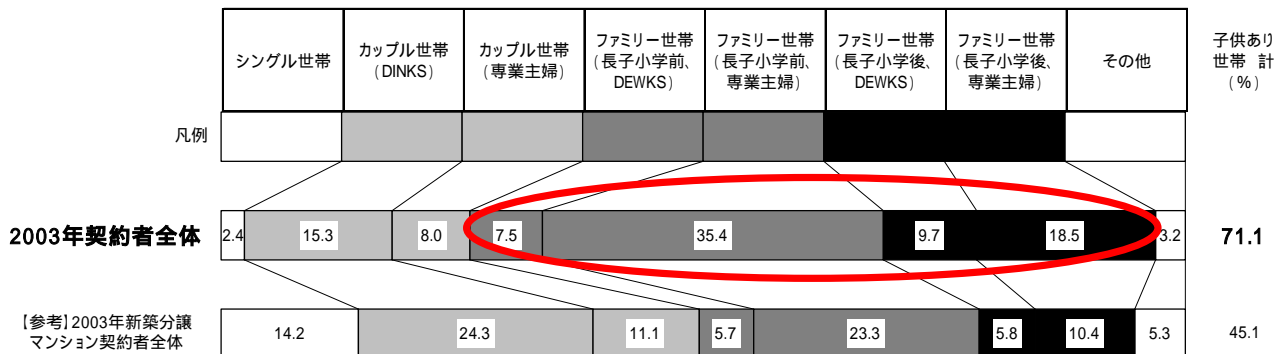 シングル世帯
カップル世帯
(DINKS)
カップル世帯
(専業主婦)
ファミリー世帯
(長子小学前、
DEWKS)
ファミリー世帯
(長子小学前、
専業主婦)
ファミリー世帯
(長子小学後、
DEWKS)
ファミリー世帯
(長子小学後、
専業主婦)
その他
子供あり
世帯 計
(%)
凡例
2003年契約者全体
2.4
15.3
8.0
7.5
35.4
9.7
18.5
3.2
71.1
【参考】2003年新築分譲
マンション契約者全体
14.2
24.3
11.1
5.7
23.3
5.8
10.4
5.3
45.1